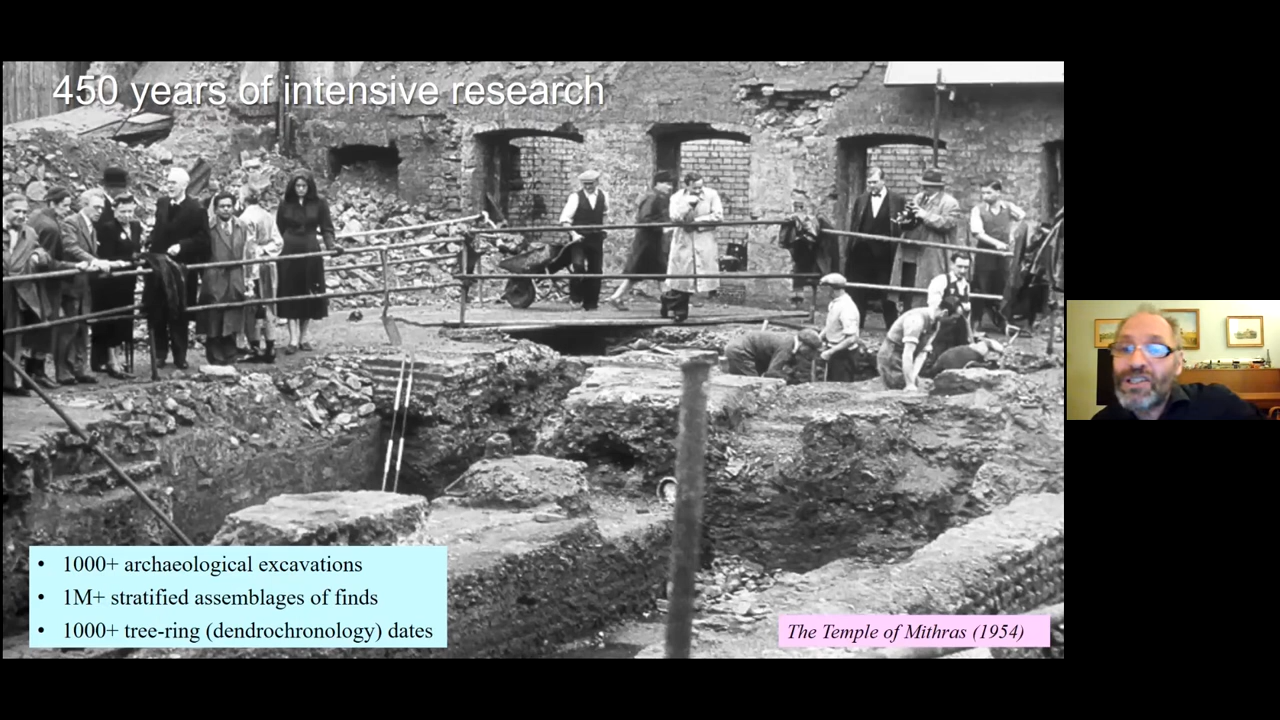 450 years of intensive research
• 1000+ archaeological excavations
• 1M+ stratified assemblages of finds
• 1000+ tree-ring (dendrochronology) dates
The Temple of Mithras (1954)